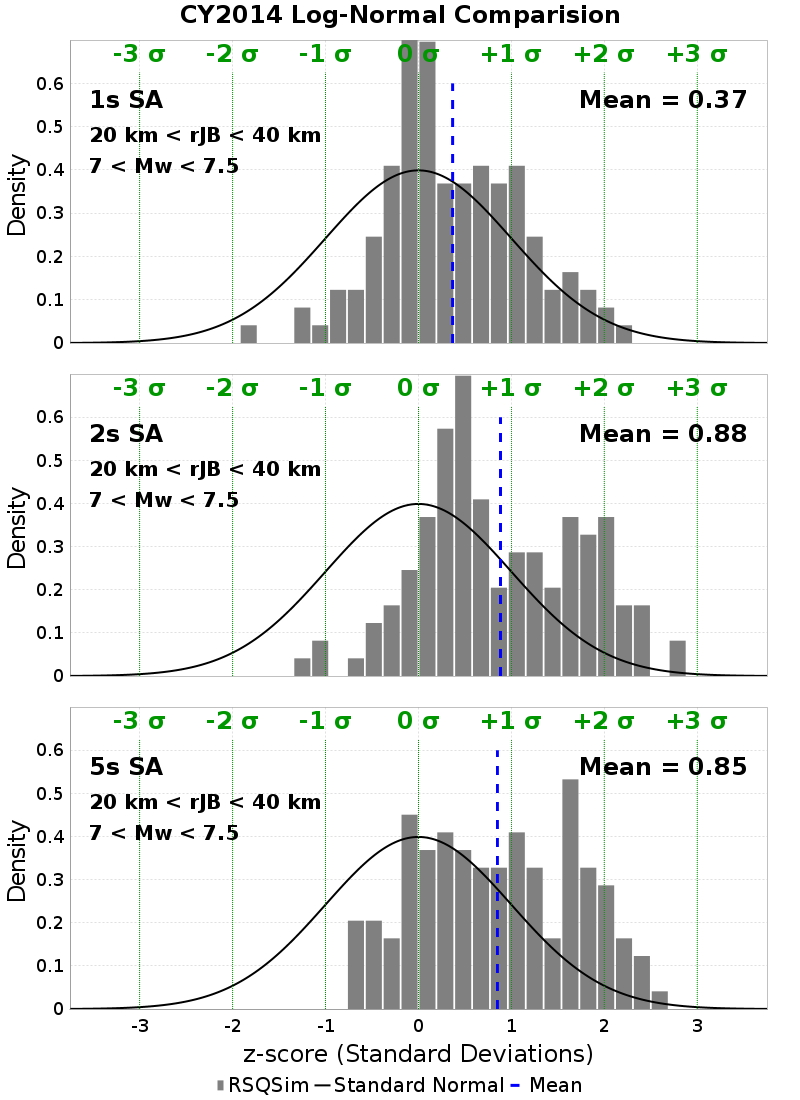 CY2014 Log-Normal Comparision
-3 σ -2 σ -1 σ 0 σ +1 σ +2 σ +3 σ
1s SA Mean = 0.37
20 km < rJB < 40 km
7 < Mw < 7.5
Density
0.6
0.5
0.4
0.3
0.2
0.1
0
-3 σ -2 σ -1 σ 0 σ +1 σ +2 σ +3 σ
2s SA Mean = 0.88
20 km < rJB < 40 km
7 < Mw < 7.5
Density
0.6
0.5
0.4
0.3
0.2
0.1
0
-3 σ -2 σ -1 σ 0 σ +1 σ +2 σ +3 σ
5s SA Mean = 0.85
20 km < rJB < 40 km
7 < Mw < 7.5
Density
0.6
0.5
0.4
0.3
0.2
0.1
0
-3 -2 -1 0 1 2 3
z-score (Standard Deviations)
RSQSim Standard Normal Mean